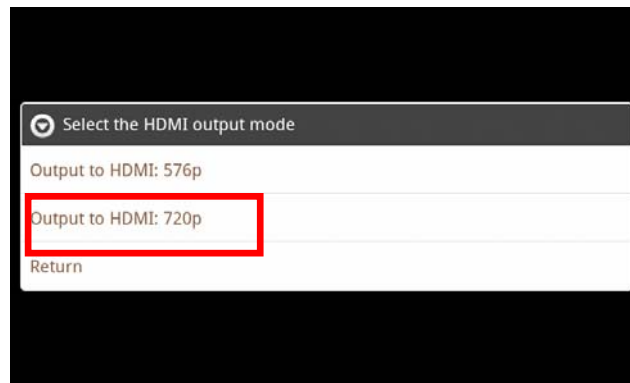 Select the HDMI output mode
Output to HDMI: 576p
Output to HDMI: 720p
Return